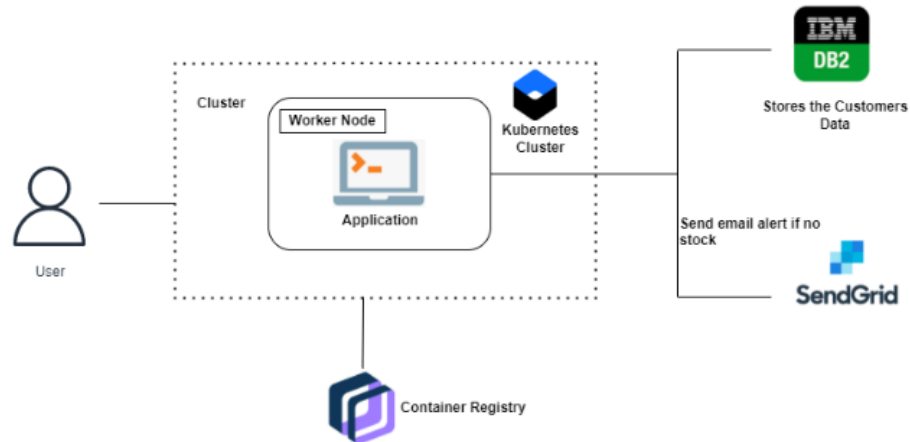 IBM
DB2
Stores the Customers
Data
Cluster
Worker Node
Kubernetes
Cluster
Application
User
Send email alert if no
stock
SendGrid
Container Registry